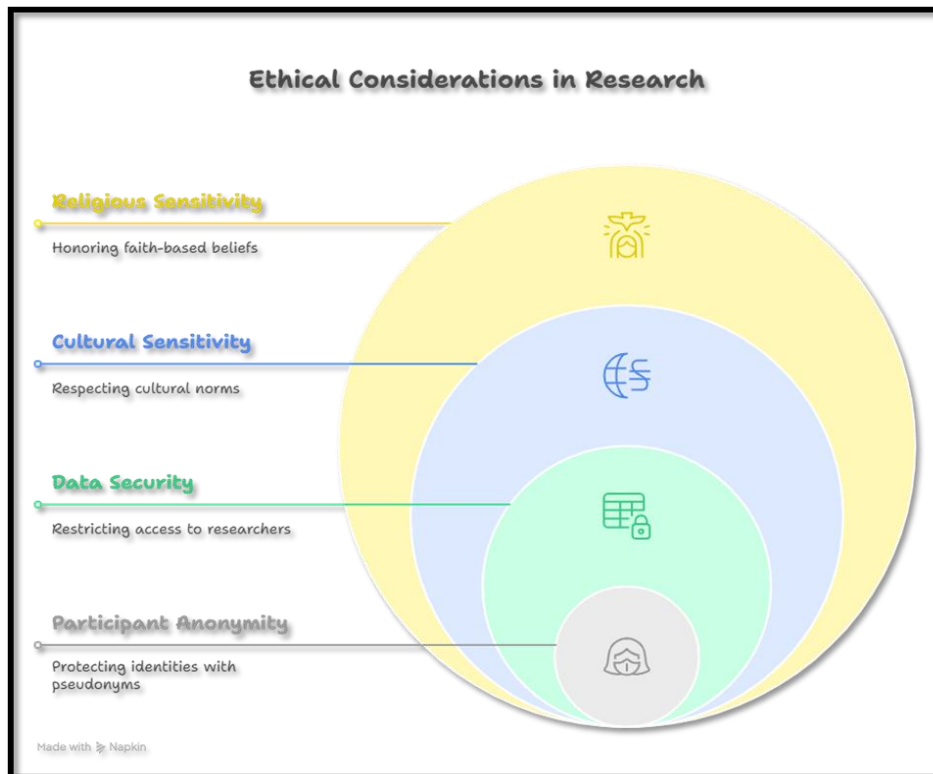 Ethical Considerations in Research
Religious Sensitivity
Honoring faith-based beliefs
Cultural Sensitivity
Respecting cultural norms
Data Security
Restricting access to researchers
Participant Anonymity
Protecting identities with
pseudonyms
Made with Napkin